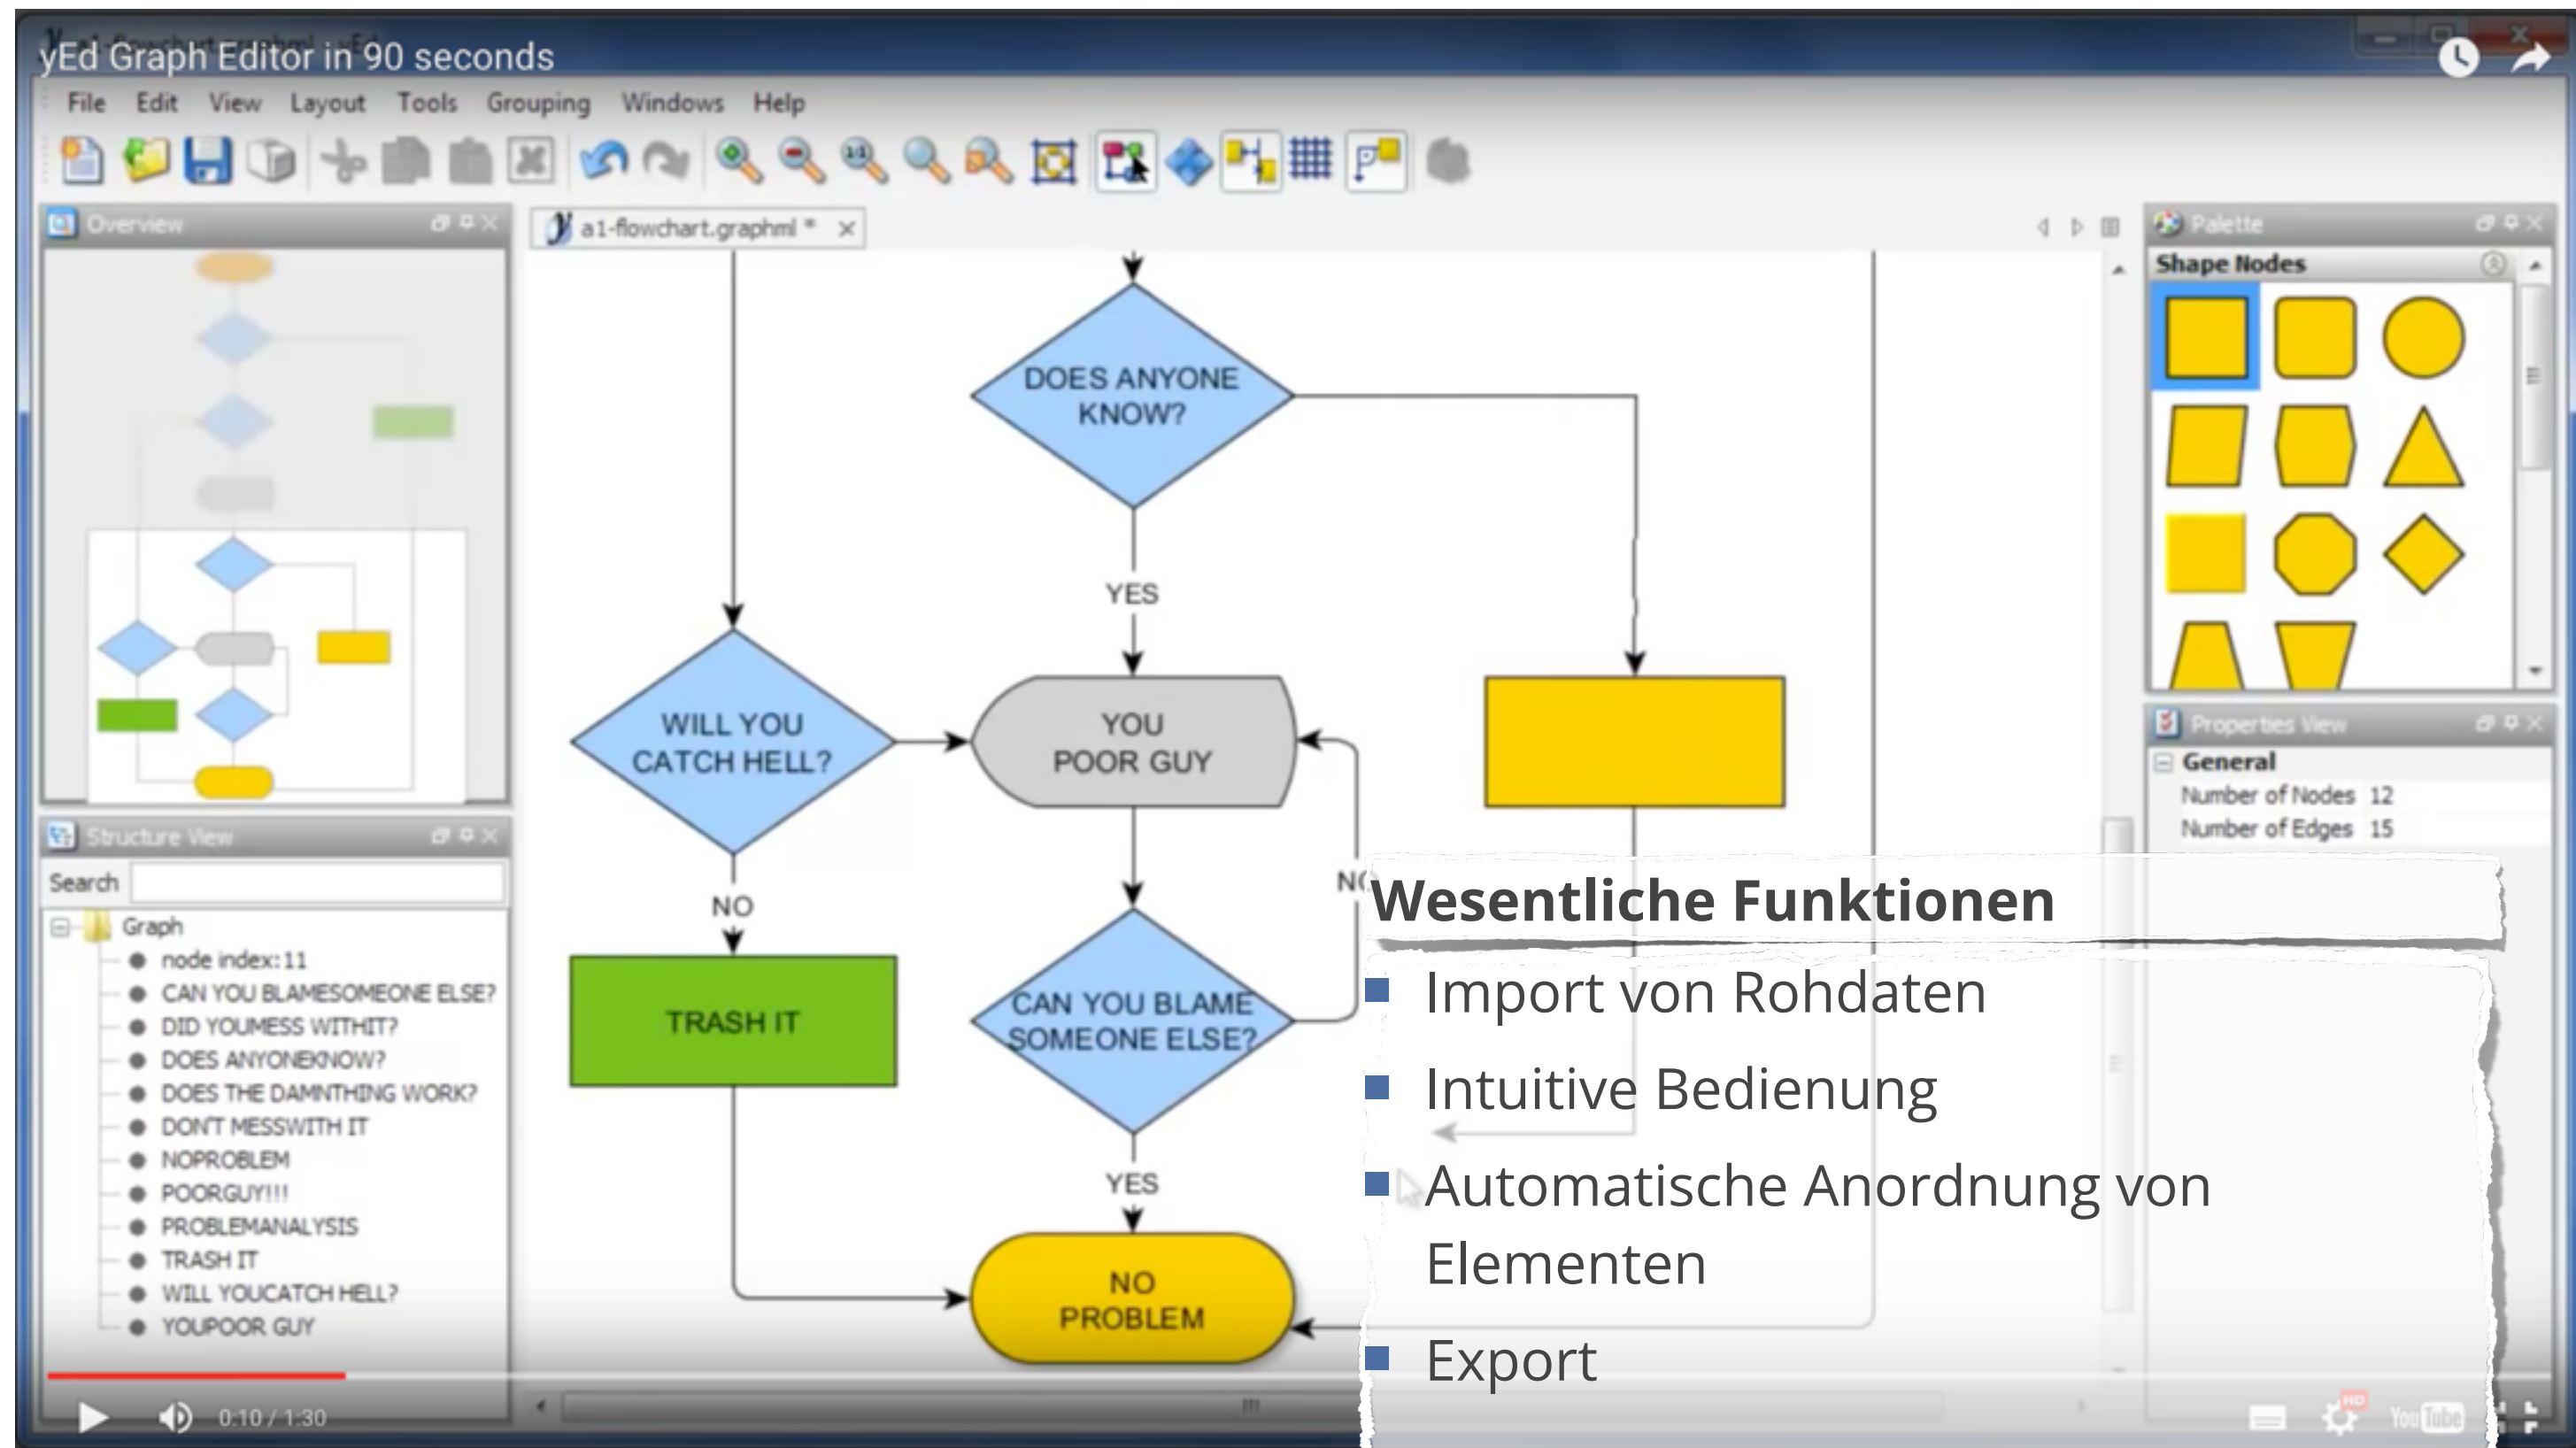 yEd Graph Editor in 90 seconds
File Edit View Layout Tools Grouping Windows Help
Overview
a1-flowchart.graphml *
Palette
Shape Nodes
DOES ANYONE
KNOW?
YES
WILL YOU
CATCH HELL?
YOU
POOR GUY
NO
NO
TRASH IT
CAN YOU BLAME
SOMEONE ELSE?
YES
NO
PROBLEM
Properties View
General
Number of Nodes 12
Number of Edges 15
Structure View
Search
Graph
node index:11
CAN YOU BLAMESOMEONE ELSE?
DID YOUMESS WITHIT?
DOES ANYONEKNOW?
DOES THE DAMNTHING WORK?
DON'T MESSWITH IT
NOPROBLEM
POORGUY!!!
PROBLEMANALYSIS
TRASH IT
WILL YOUCATCH HELL?
YOUPOOR GUY
Wesentliche Funktionen
Import von Rohdaten
Intuitive Bedienung
Automatische Anordnung von
Elementen
Export
0:10 / 1:30
HD
YouTube